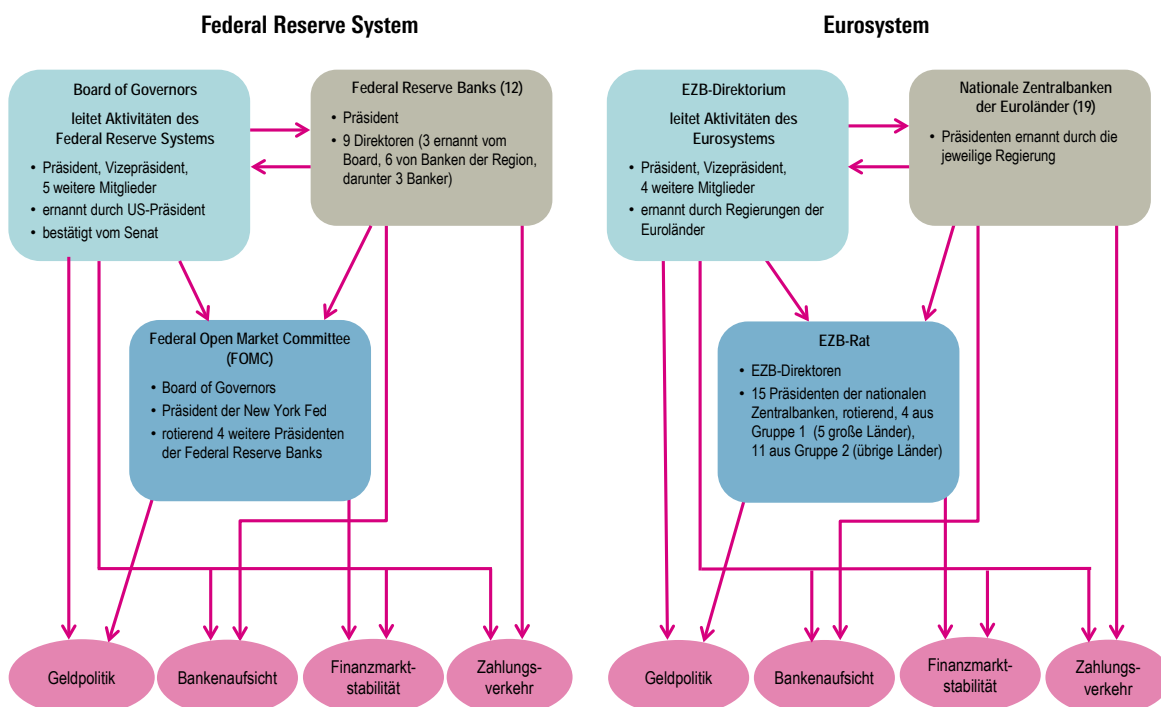 Federal Reserve System
Board of Governors
leitet Aktivitäten des
Federal Reserve Systems
• Präsident, Vizepräsident,
5 weitere Mitglieder
• ernannt durch US-Präsident
• bestätigt vom Senat
Federal Reserve Banks (12)
• Präsident
• 9 Direktoren (3 ernannt vom
Board, 6 von Banken der Region,
darunter 3 Banker)
Federal Open Market Committee
(FOMC)
• Board of Governors
• Präsident der New York Fed
• rotierend 4 weitere Präsidenten
der Federal Reserve Banks
Geldpolitik
Bankenaufsicht
Finanzmarkt-
stabilität
Zahlungs-
verkehr
Eurosystem
EZB-Direktorium
leitet Aktivitäten des
Eurosystems
• Präsident, Vizepräsident,
4 weitere Mitglieder
• ernannt durch Regierungen der
Euroländer
Nationale Zentralbanken
der Euroländer (19)
• Präsidenten ernannt durch die
jeweilige Regierung
EZB-Rat
• EZB-Direktoren
• 15 Präsidenten der nationalen
Zentralbanken, rotierend, 4 aus
Gruppe 1 (5 große Länder),
11 aus Gruppe 2 (übrige Länder)
Geldpolitik
Bankenaufsicht
Finanzmarkt-
stabilität
Zahlungs-
verkehr